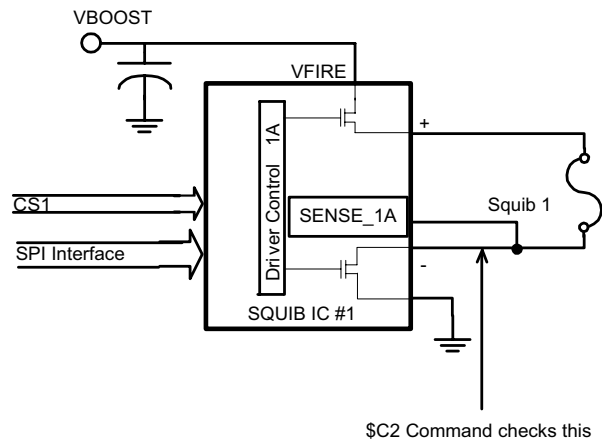 VBOOST
VFIRE
Driver Control 1A
+
CS1
SENSE_1A
Squib 1
SPI Interface
-
SQUIB IC #1
$C2 Command checks this